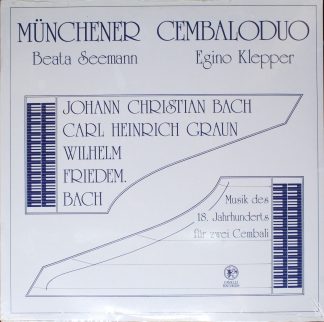 MÜNCHENER CEMBALODUO
Beata Seemann Egino Klepper
JOHANN CHRISTIAN BACH
CARL HEINRICH GRAUN
WILHELM
FRIEDEM.
BACH
Musik des
18. Jahrhunderts
für zwei Cembali